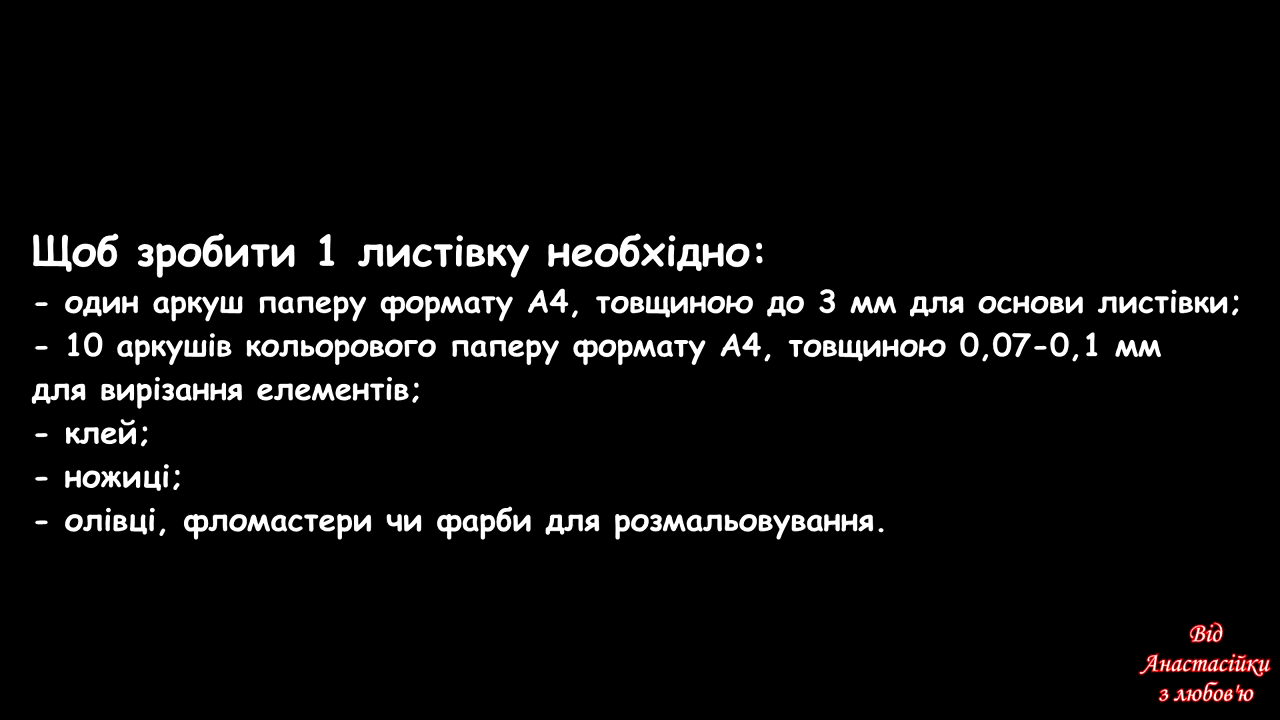 Щоб зробити 1 листівку необхідно:
- один аркуш паперу формату А4, товщиною до 3 мм для основи листівки;
- 10 аркушів кольорового паперу формату А4, товщиною 0,07-0,1 мм
для вирізання елементів;
- клей;
- ножиці;
- олівці, фломастери чи фарби для розмальовування.
Від
Анастасійки
з любов'ю